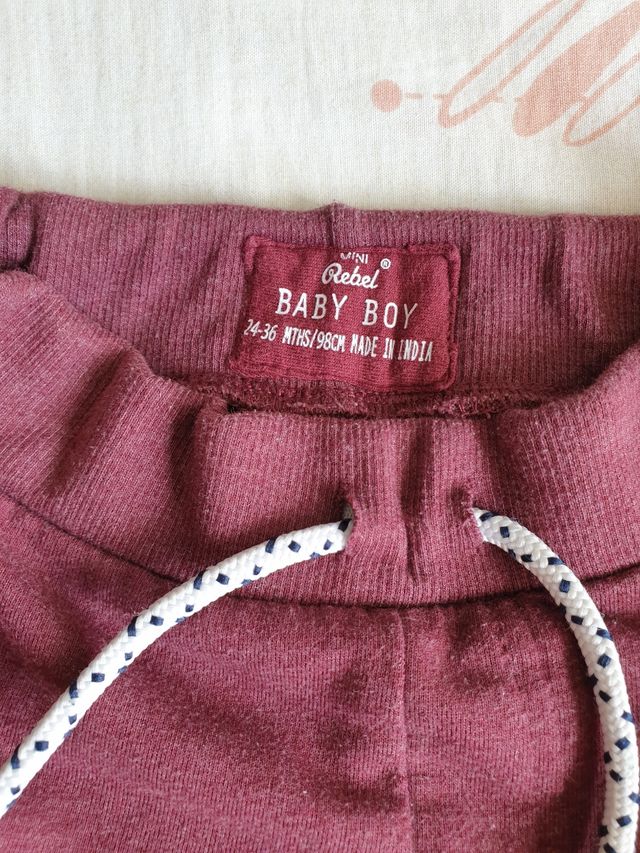 MINI
Rebel®
BABY BOY
24-36 MTHS/98CM MADE IN INDIA